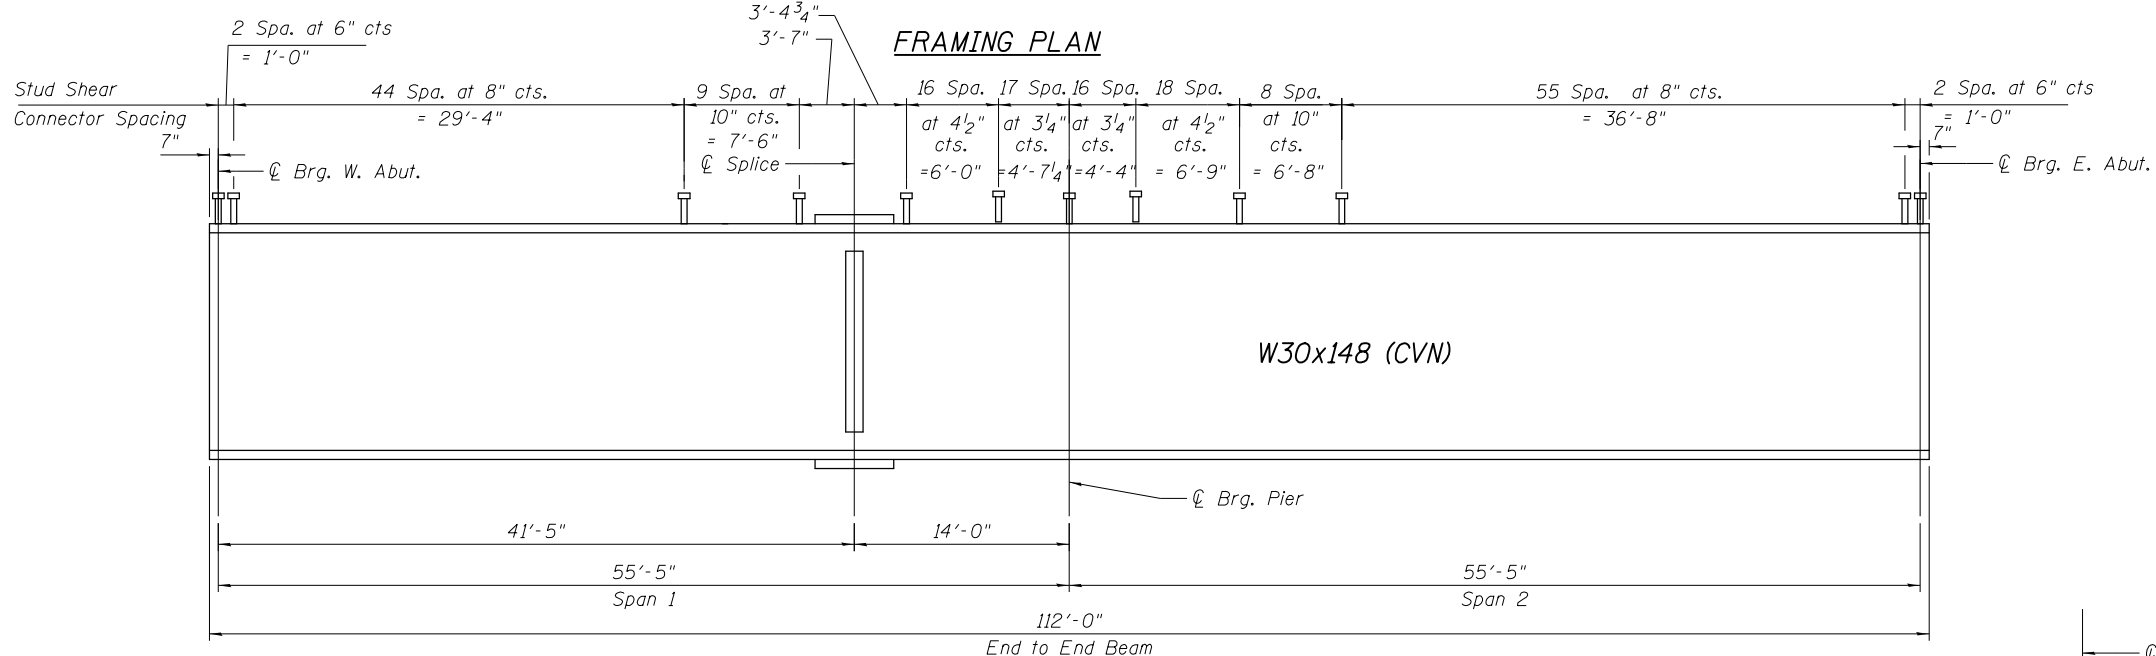 FRAMING PLAN
3'-4¾"
3'-7"
2 Spa. at 6" cts
= 1'-0"
Stud Shear
Connector Spacing
44 Spa. at 8" cts.
= 29'-4"
9 Spa. at
10" cts.
= 7'-6"
16 Spa.
at 4½"
cts.
=6'-0"
17 Spa.
at 3¼"
cts.
=4'-7¼"
16 Spa.
at 3¼"
cts.
=4'-4"
18 Spa.
at 4½"
cts.
= 6'-9"
8 Spa.
at 10"
cts.
= 6'-8"
55 Spa. at 8" cts.
= 36'-8"
2 Spa. at 6" cts
= 1'-0"
7"
7"
℄ Brg. W. Abut.
℄ Splice
℄ Brg. E. Abut.
W30x148 (CVN)
℄ Brg. Pier
41'-5"
14'-0"
55'-5"
Span 1
55'-5"
Span 2
112'-0"
End to End Beam